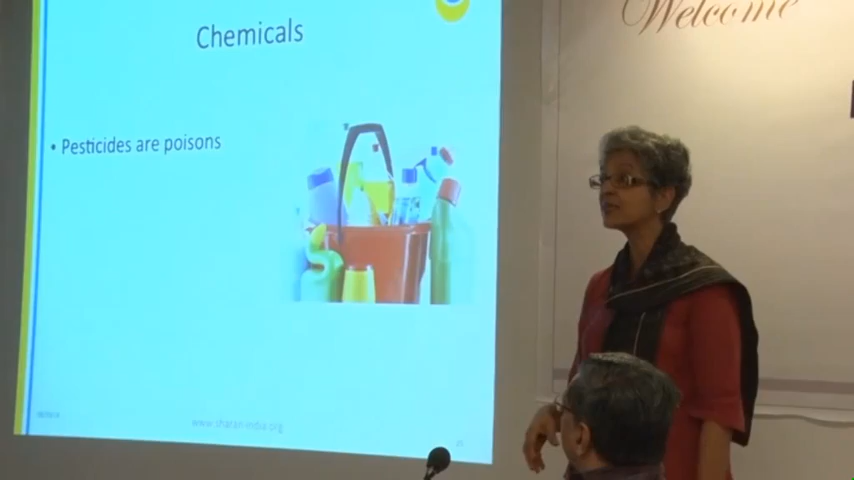 Chemicals
• Pesticides are poisons
www.sharan-india.org
Welcome